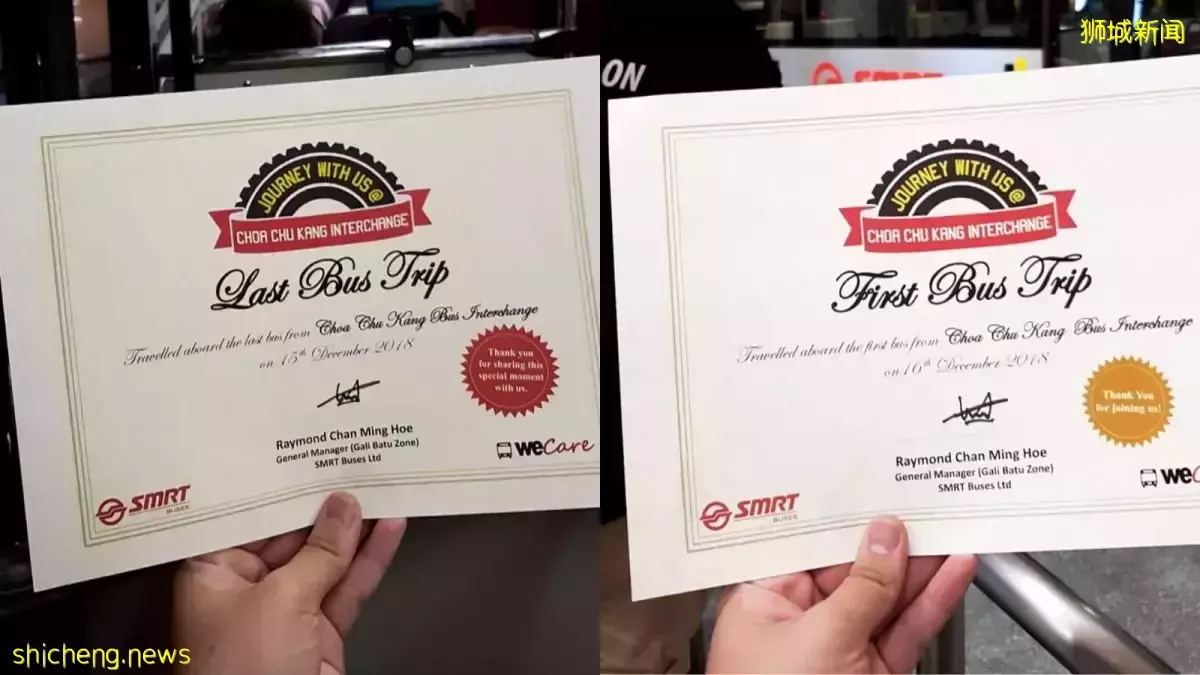 JOURNEY WITH US @
CHOA CHU KANG INTERCHANGE
Last Bus Trip
Travelled aboard the last bus from Choa Chu Kang Bus Interchange
on 15th December 2018
Thank you
for sharing this
special moment
with us.
Raymond Chan Ming Hoe
General Manager (Gali Batu Zone)
SMRT Buses Ltd
weCare
SMRT
BUSES
shicheng.news
狮城新闻
ON
SMRT
JOURNEY WITH US @
CHOA CHU KANG INTERCHANGE
First Bus Trip
Travelled aboard the first bus from Choa Chu Kang Bus Interchange
on 16th December 2018
Thank You
for joining us!
Raymond Chan Ming Hoe
General Manager (Gali Batu Zone)
SMRT Buses Ltd
weC
SMRT
BUSES